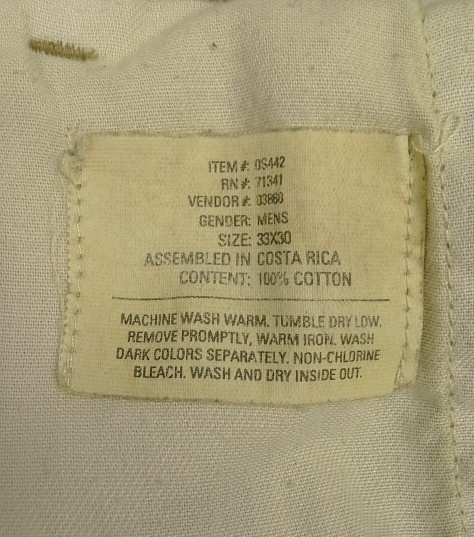 ITEM #: 0S442
RN #: 71341
VENDOR #: 03860
GENDER: MENS
SIZE: 33X30
ASSEMBLED IN COSTA RICA
CONTENT: 100% COTTON
MACHINE WASH WARM. TUMBLE DRY LOW.
REMOVE PROMPTLY, WARM IRON. WASH
DARK COLORS SEPARATELY. NON-CHLORINE
BLEACH. WASH AND DRY INSIDE OUT.